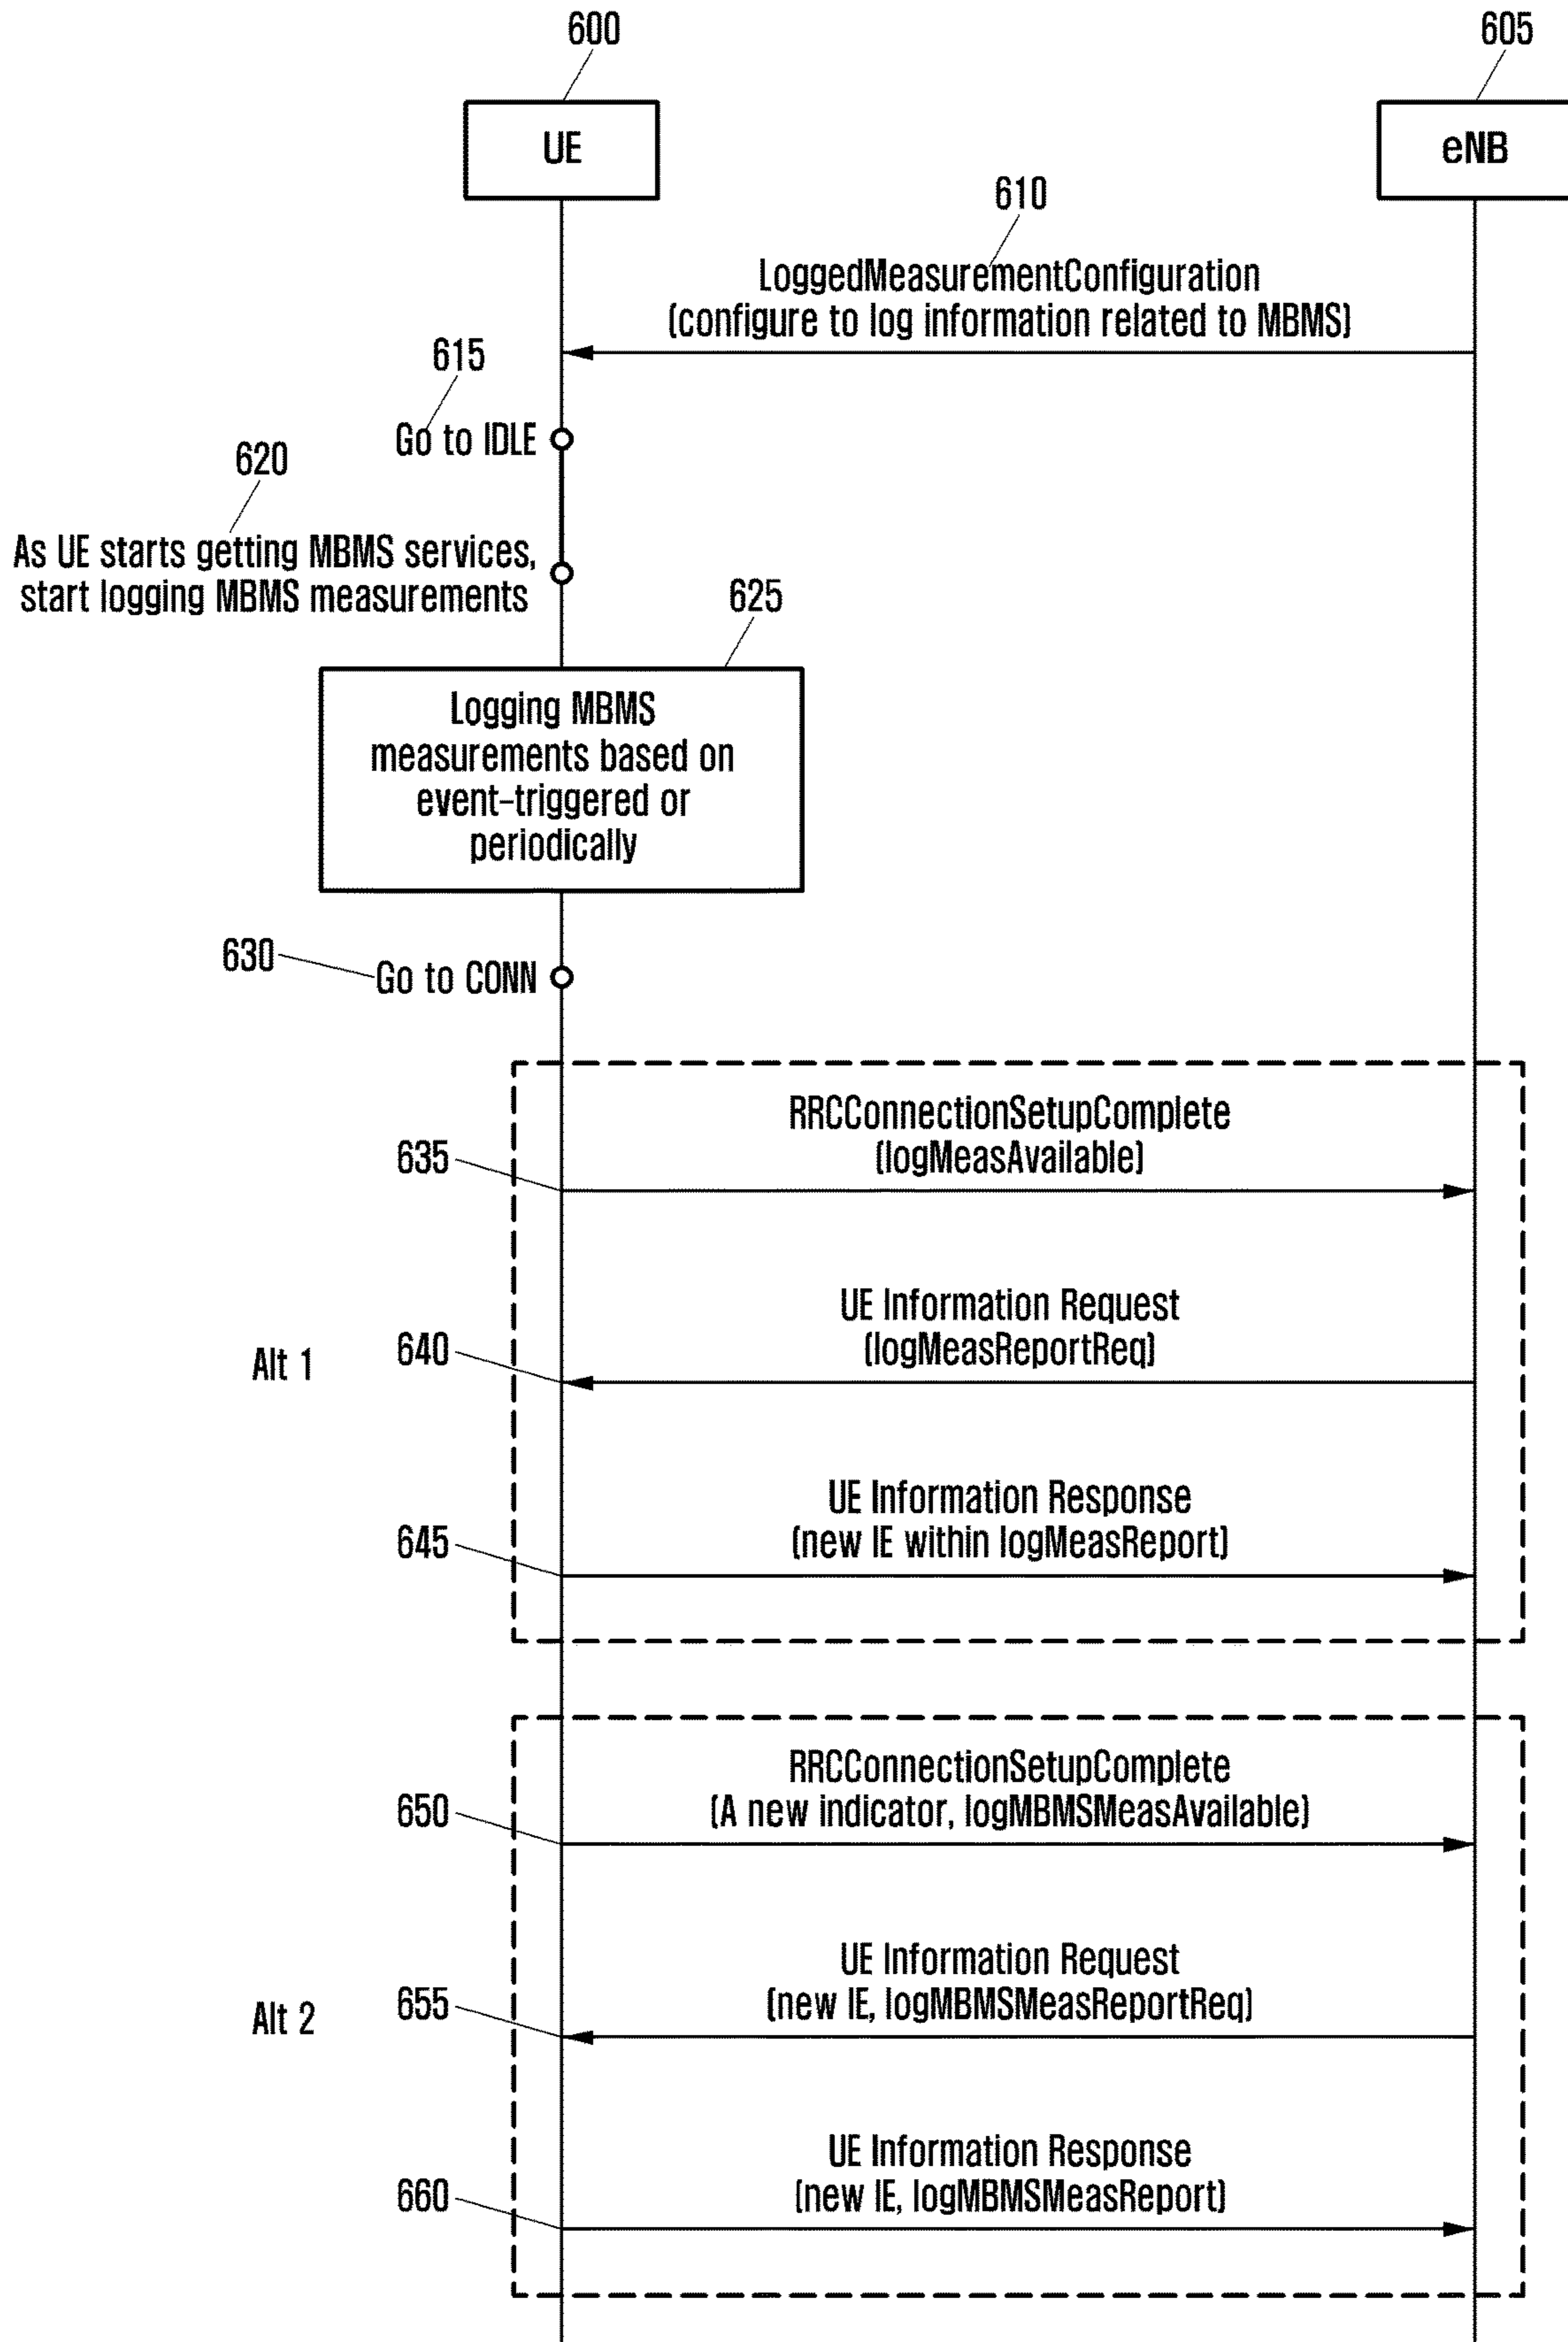 600
605
UE
eNB
610
LoggedMeasurementConfiguration
(configure to log information related to MBMS)
615
Go to IDLE
620
As UE starts getting MBMS services,
start logging MBMS measurements
625
Logging MBMS
measurements based on
event-triggered or
periodically
630
Go to CONN
RRCConnectionSetupComplete
(logMeasAvailable)
635
UE Information Request
(logMeasReportReq)
640
Alt 1
UE Information Response
(new IE within logMeasReport)
645
RRCConnectionSetupComplete
(A new indicator, logMBMSMeasAvailable)
650
UE Information Request
(new IE, logMBMSMeasReportReq)
655
Alt 2
UE Information Response
(new IE, logMBMSMeasReport)
660